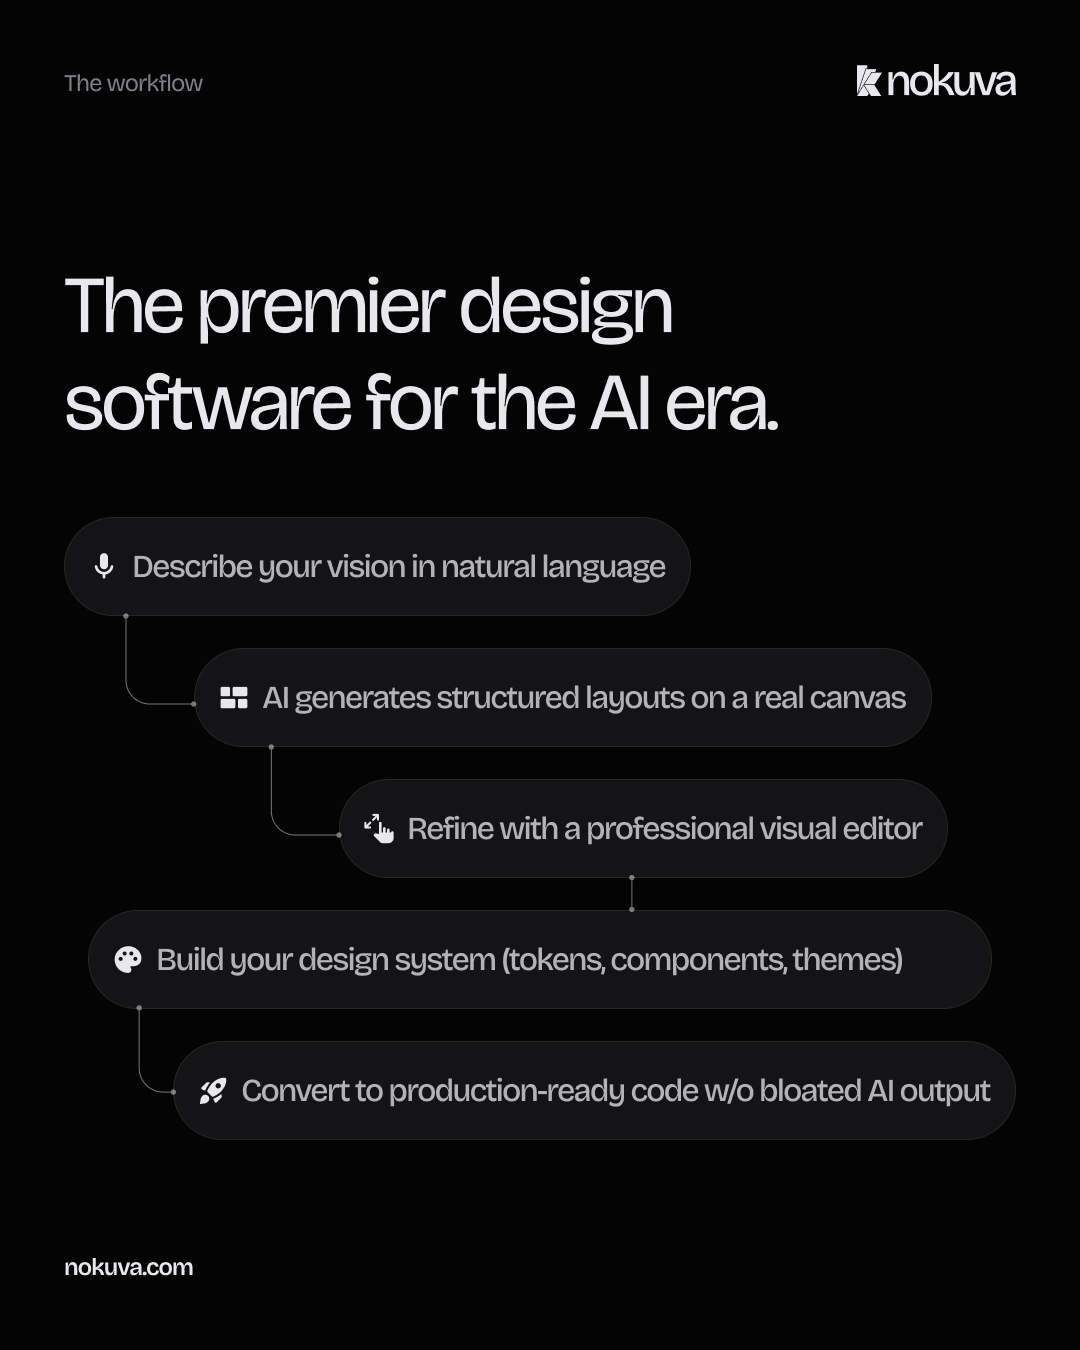 The workflow
nokuva
The premier design
software for the AI era.
Describe your vision in natural language
AI generates structured layouts on a real canvas
Refine with a professional visual editor
Build your design system (tokens, components, themes)
Convert to production-ready code w/o bloated AI output
nokuva.com